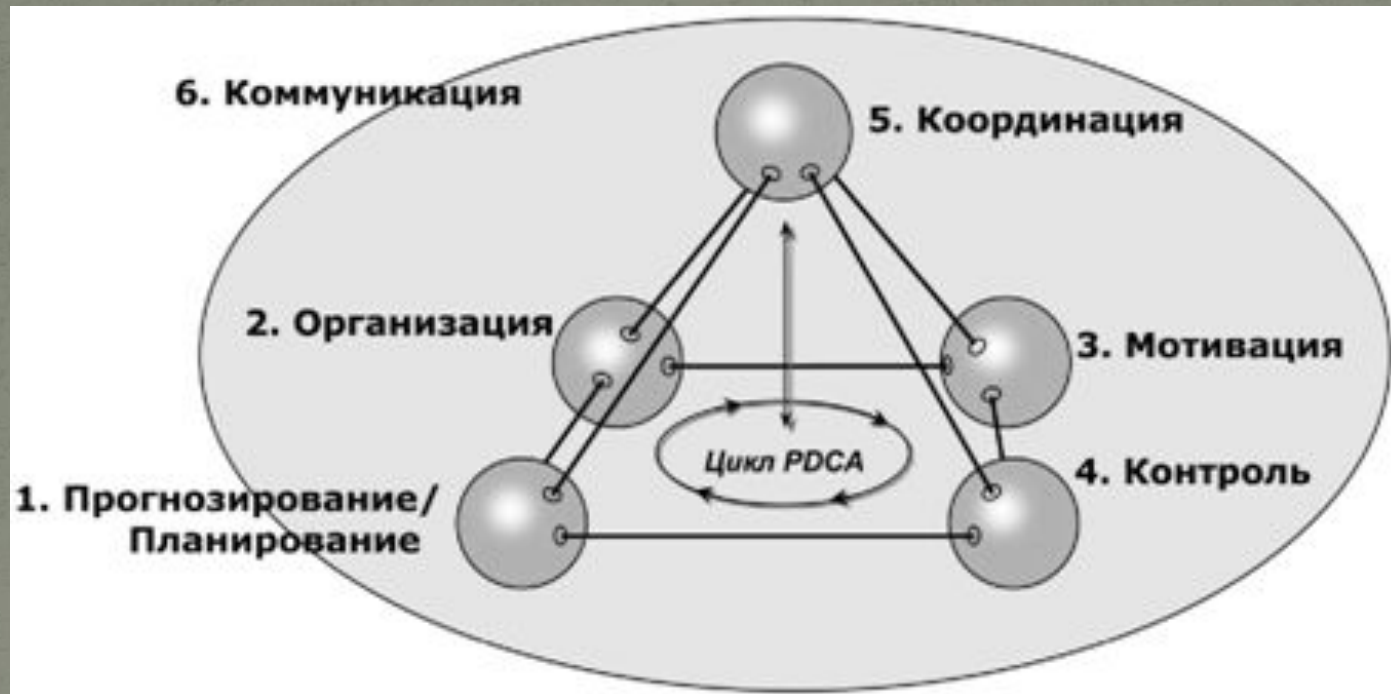 6. Коммуникация
5. Координация
2. Организация
3. Мотивация
Цикл PDCA
4. Контроль
1. Прогнозирование/
Планирование